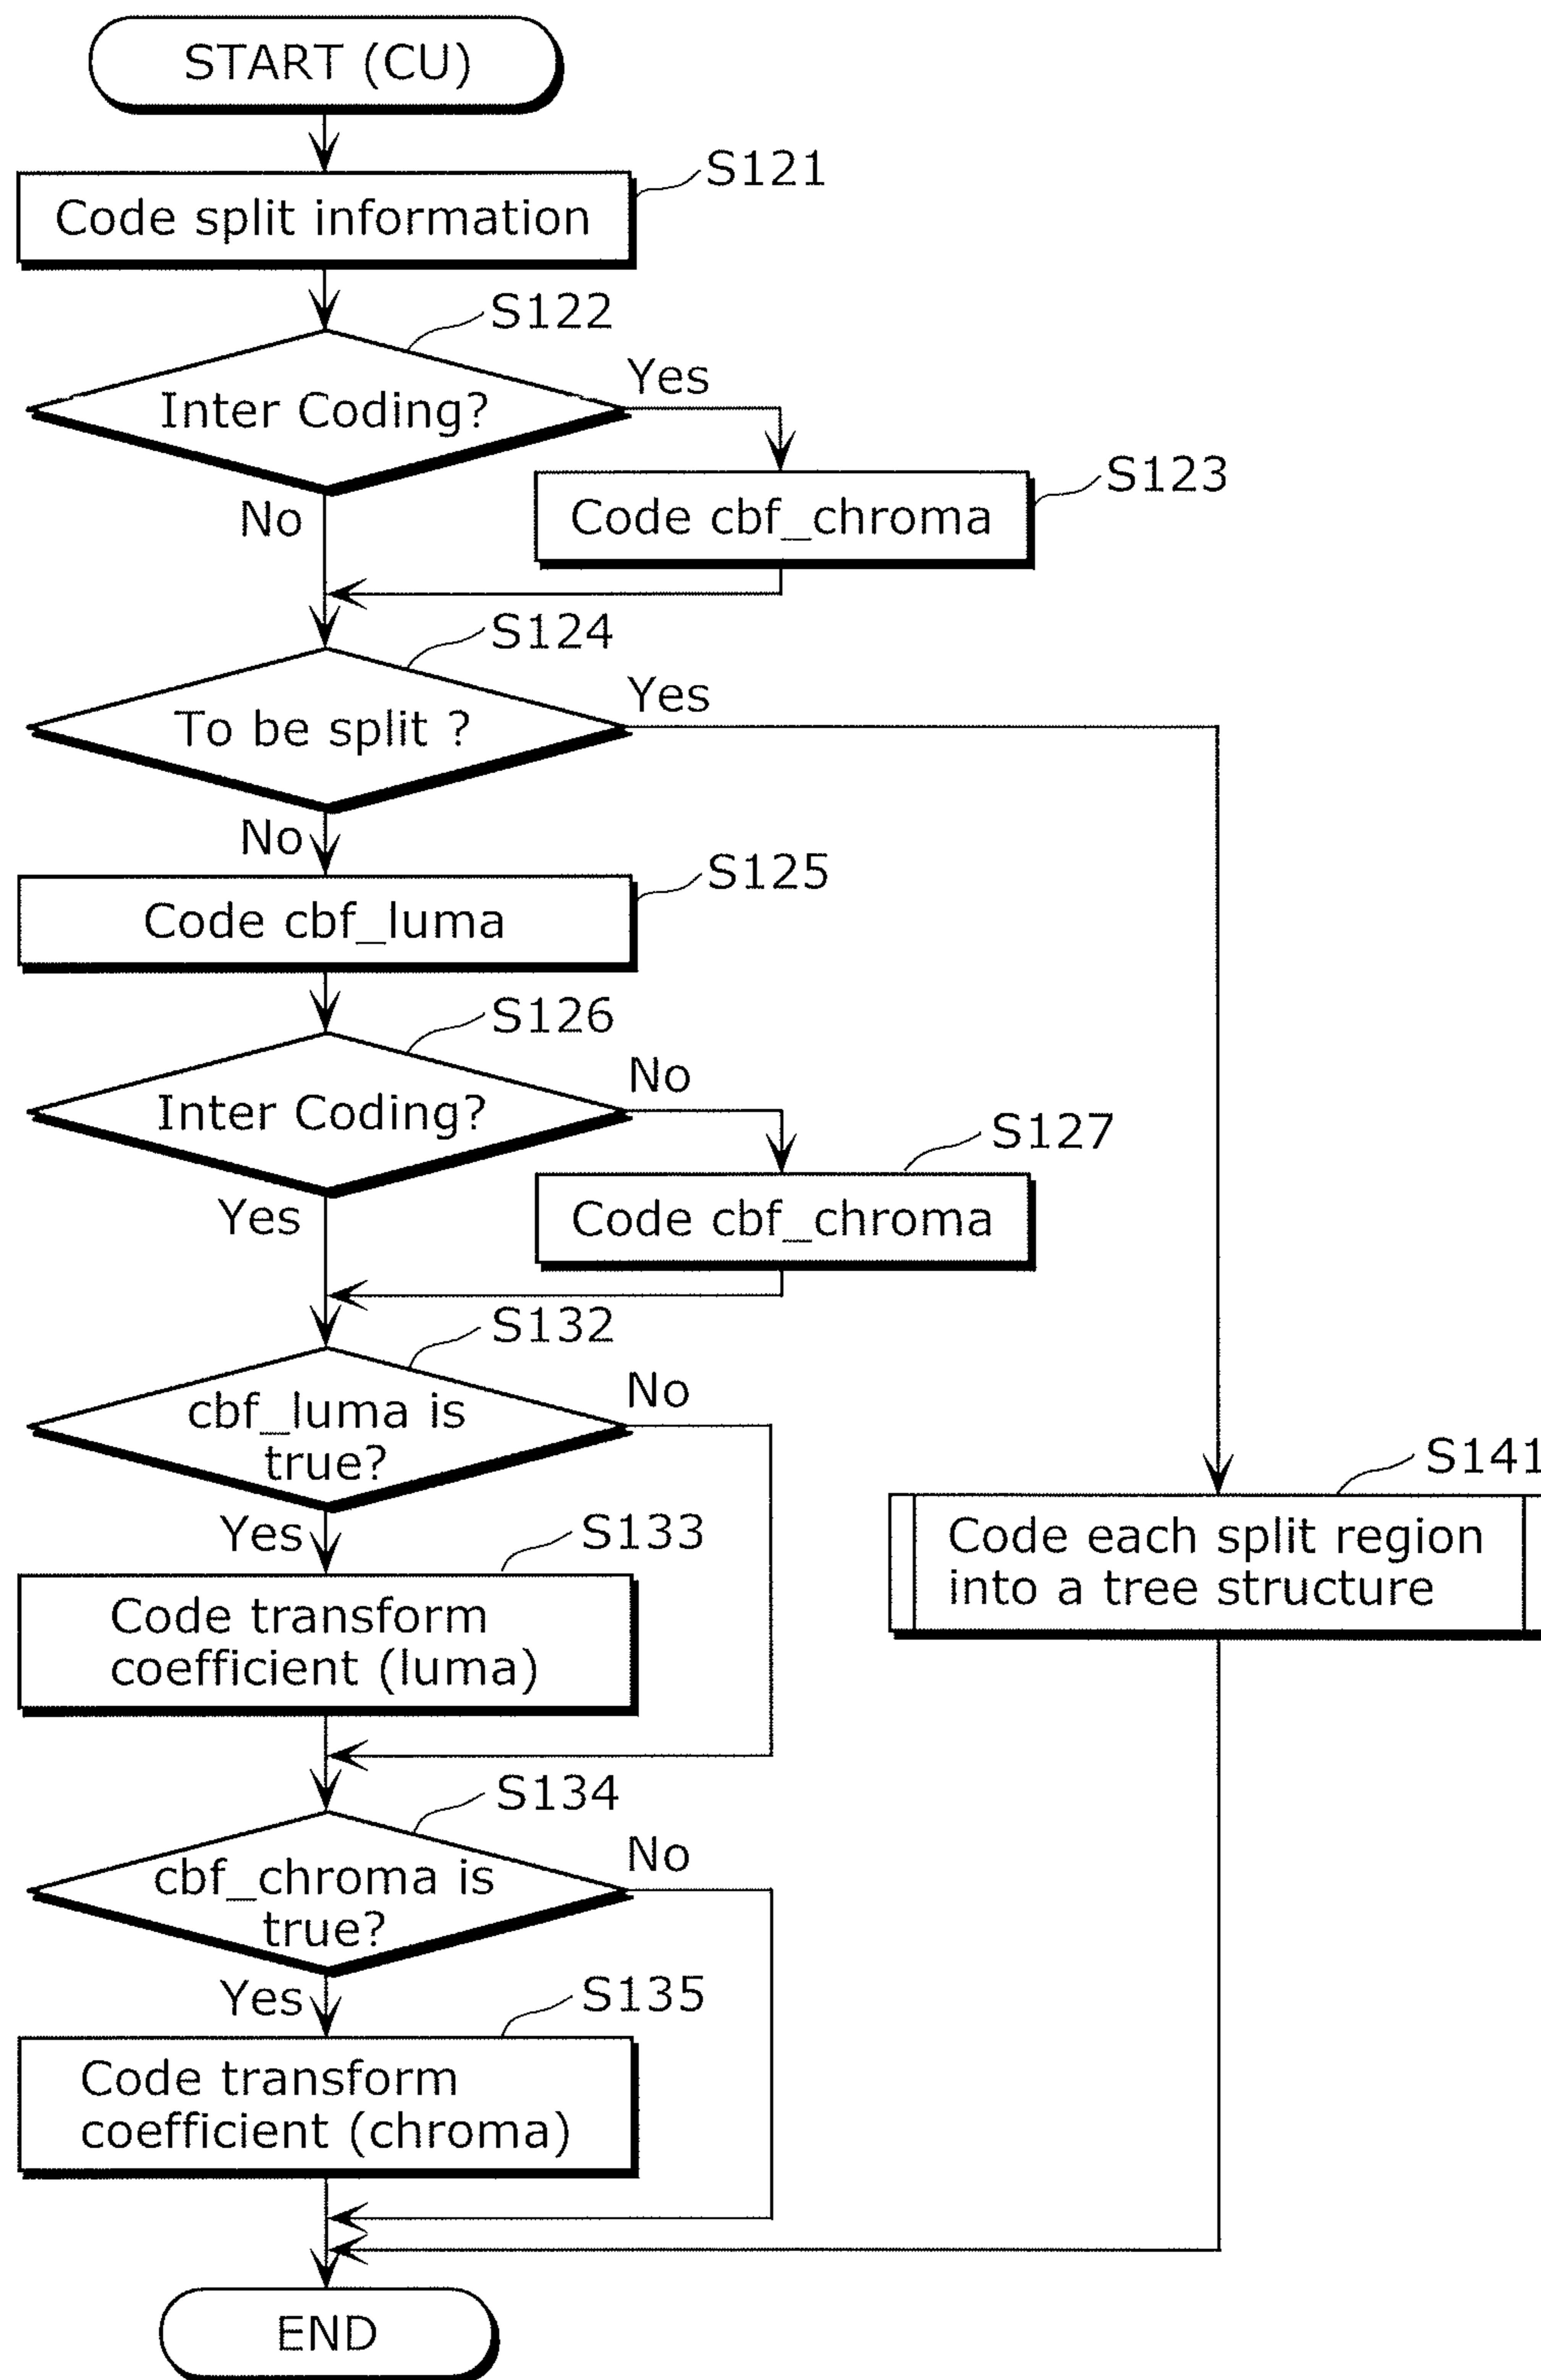 START (CU)
S121
Code split information
S122
Inter Coding?
Yes
No
S123
Code cbf_chroma
S124
To be split ?
Yes
No
S125
Code cbf_luma
S126
Inter Coding?
No
Yes
S127
Code cbf_chroma
S132
cbf_luma is
true?
No
Yes
S133
Code transform
coefficient (luma)
S141
Code each split region
into a tree structure
S134
cbf_chroma is
true?
No
Yes
S135
Code transform
coefficient (chroma)
END